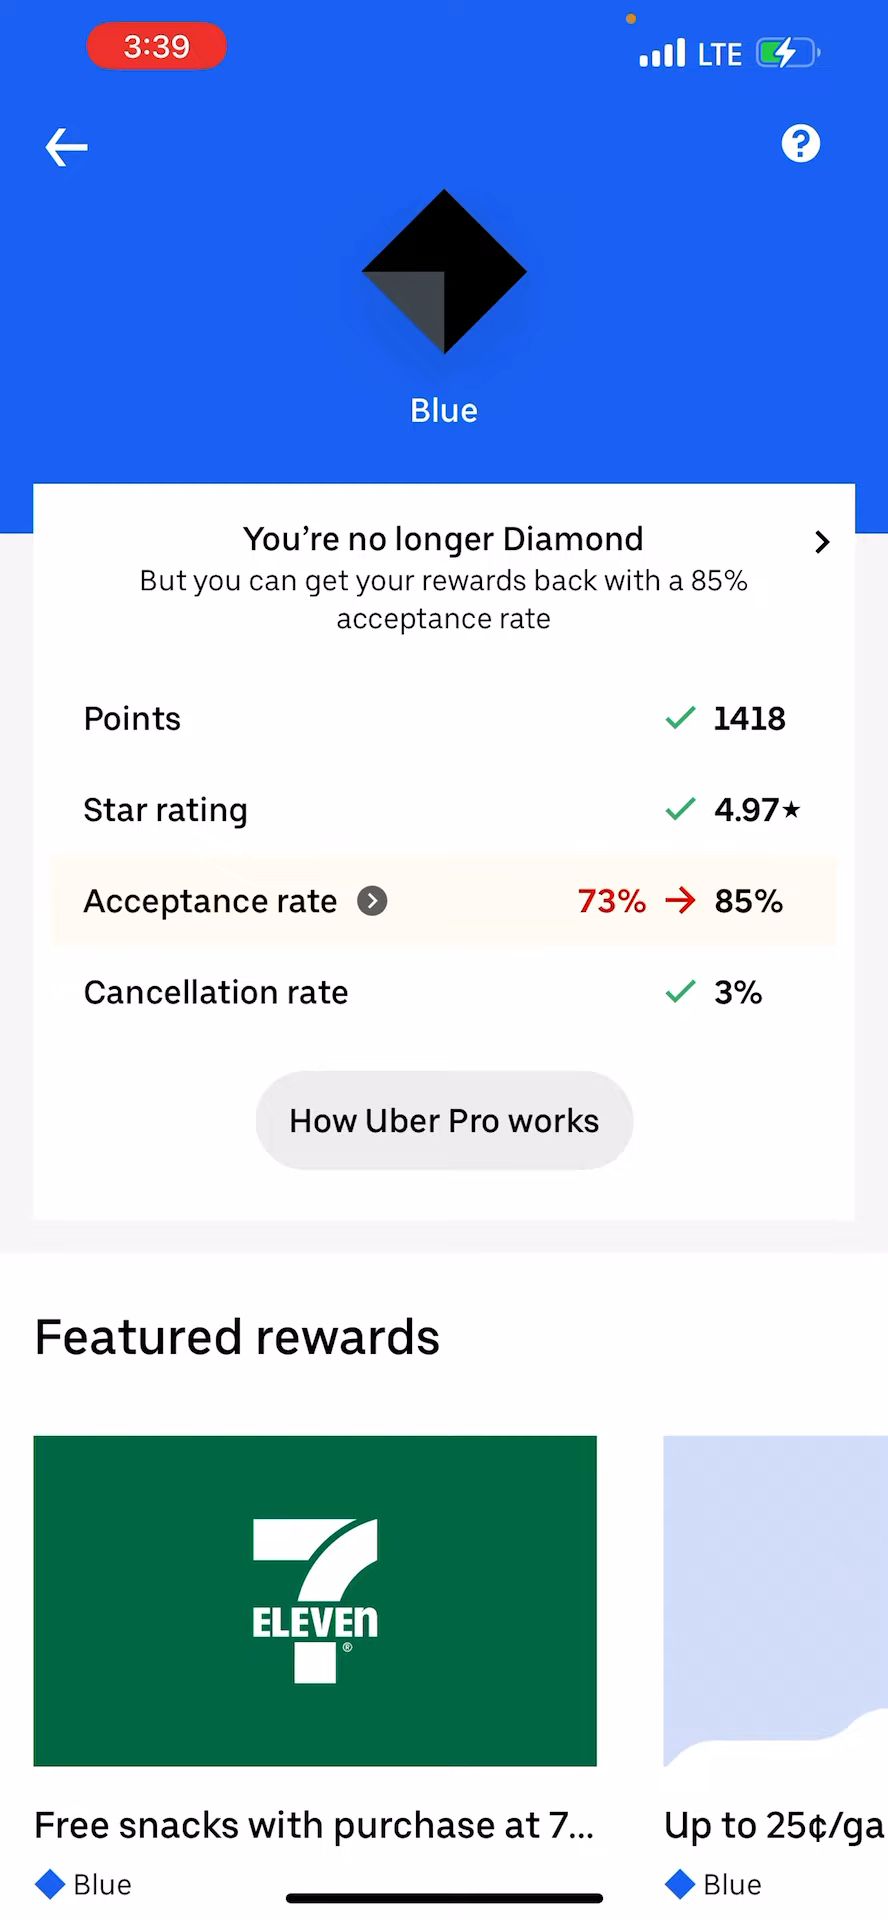 3:39
LTE
?
Blue
You’re no longer Diamond
But you can get your rewards back with a 85%
acceptance rate
Points 1418
Star rating 4.97★
Acceptance rate 73% → 85%
Cancellation rate 3%
How Uber Pro works
Featured rewards
7
ELEVEn
®
Free snacks with purchase at 7...
Up to 25¢/ga
Blue
Blue